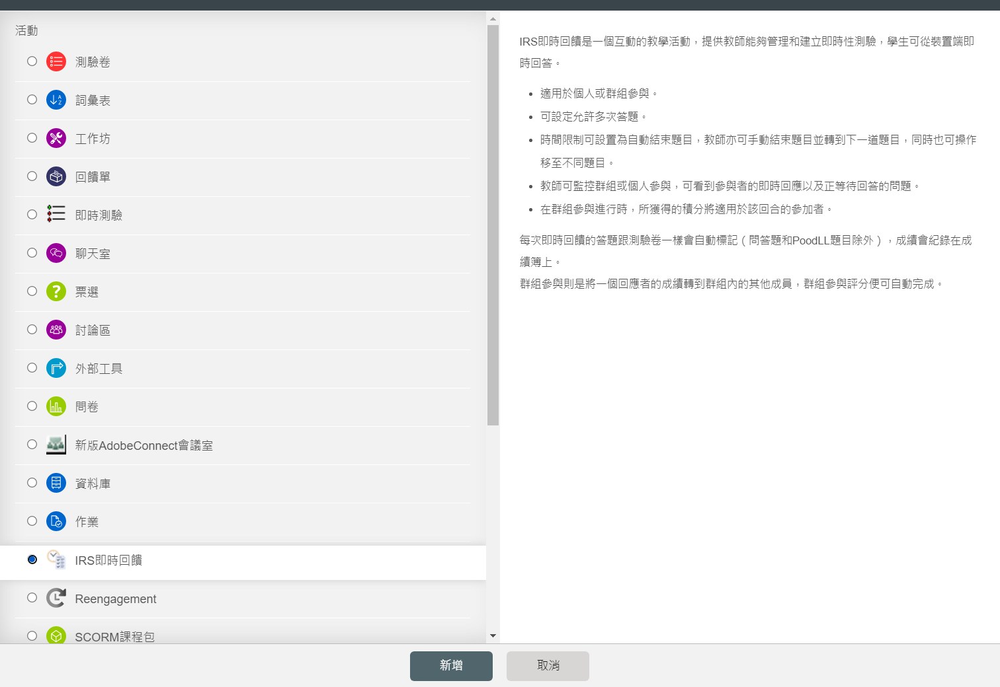 活動
測驗卷
詞彙表
工作坊
回饋單
即時測驗
聊天室
票選
討論區
外部工具
問卷
新版AdobeConnect會議室
資料庫
作業
IRS即時回饋
Reengagement
SCORM課程包
IRS即時回饋是一個互動的教學活動，提供教師能夠管理和建立即時性測驗，學生可從裝置端即
時回答。
適用於個人或群組參與。
可設定允許多次答題。
時間限制可設置為自動結束題目，教師亦可手動結束題目並轉到下一道題目，同時也可操作
移至不同題目。
教師可監控群組或個人參與，可看到參與者的即時回應以及正等待回答的問題。
在群組參與進行時，所獲得的積分將適用於該回合的參加者。
每次即時回饋的答題跟測驗卷一樣會自動標記（問答題和PoodLL題目除外），成績會紀錄在成
績簿上。
群組參與則是將一個回應者的成績轉到群組內的其他成員，群組參與評分便可自動完成。
新增
取消